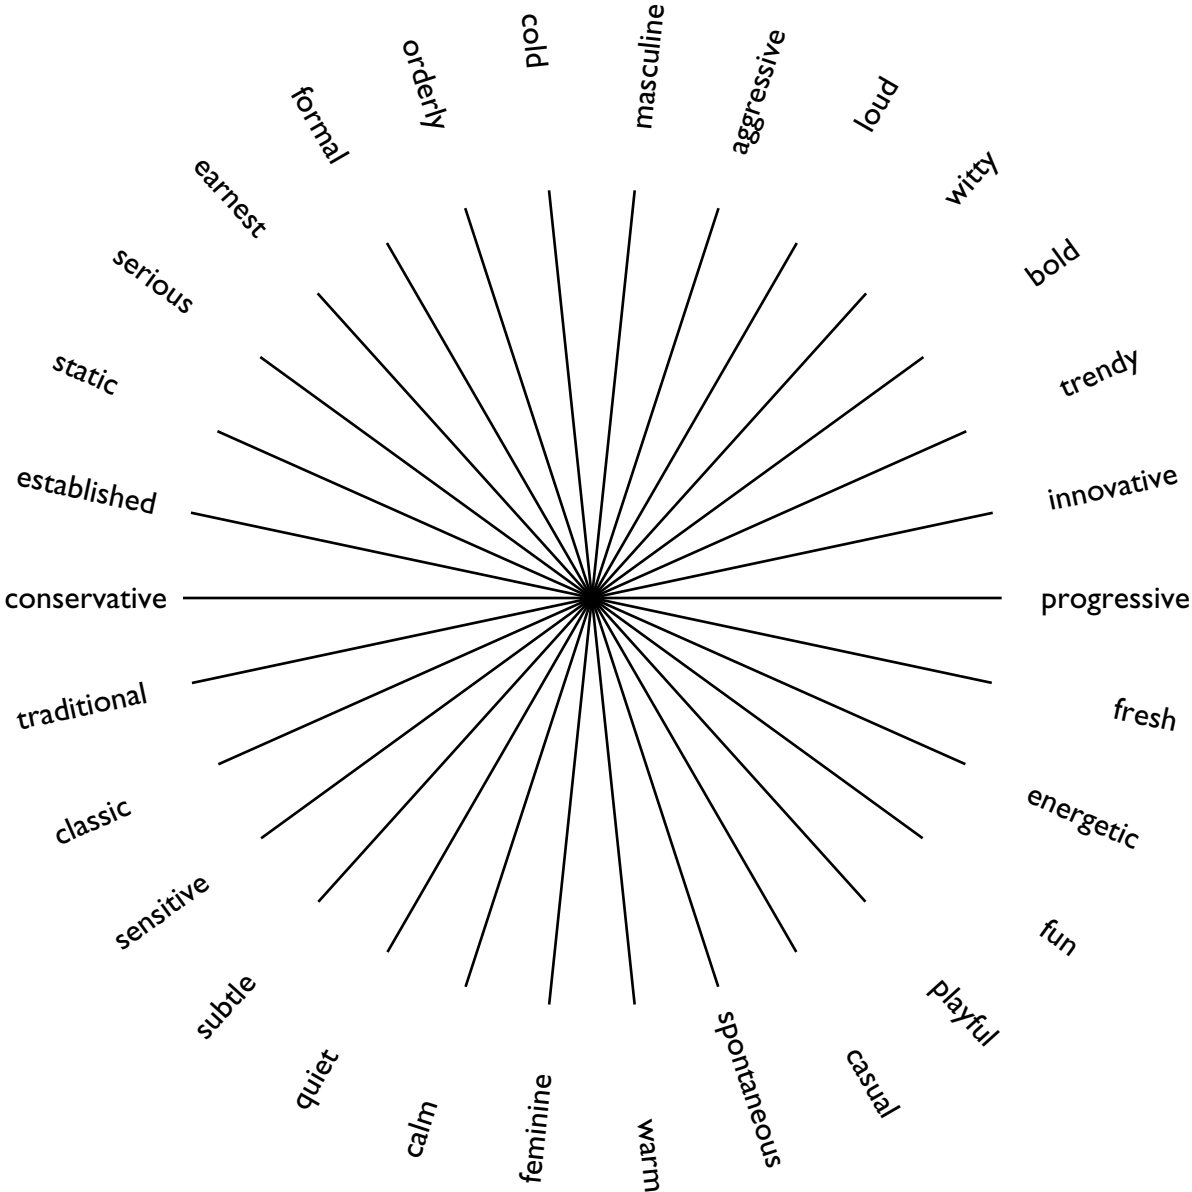 masculine
aggressive
loud
witty
bold
trendy
innovative
progressive
fresh
energetic
fun
playful
casual
spontaneous
warm
feminine
calm
quiet
subtle
sensitive
classic
traditional
conservative
established
static
serious
earnest
formal
orderly
cold